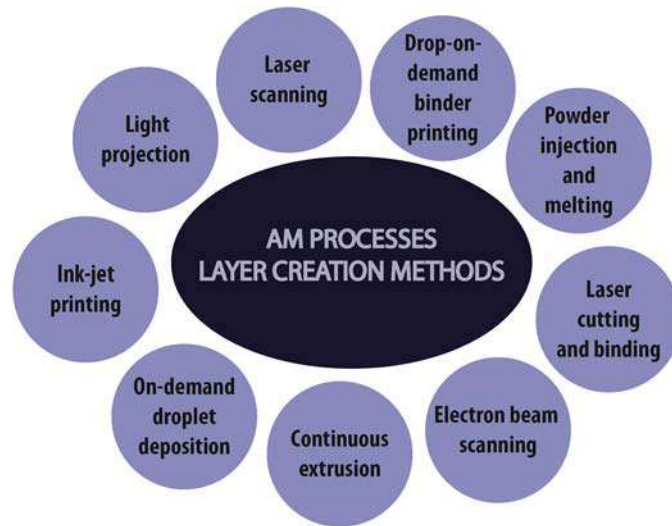 AM PROCESSES
LAYER CREATION METHODS
Laser
scanning
Drop-on-
demand
binder
printing
Powder
injection
and
melting
Laser
cutting
and binding
Electron beam
scanning
Continuous
extrusion
On-demand
droplet
deposition
Ink-jet
printing
Light
projection